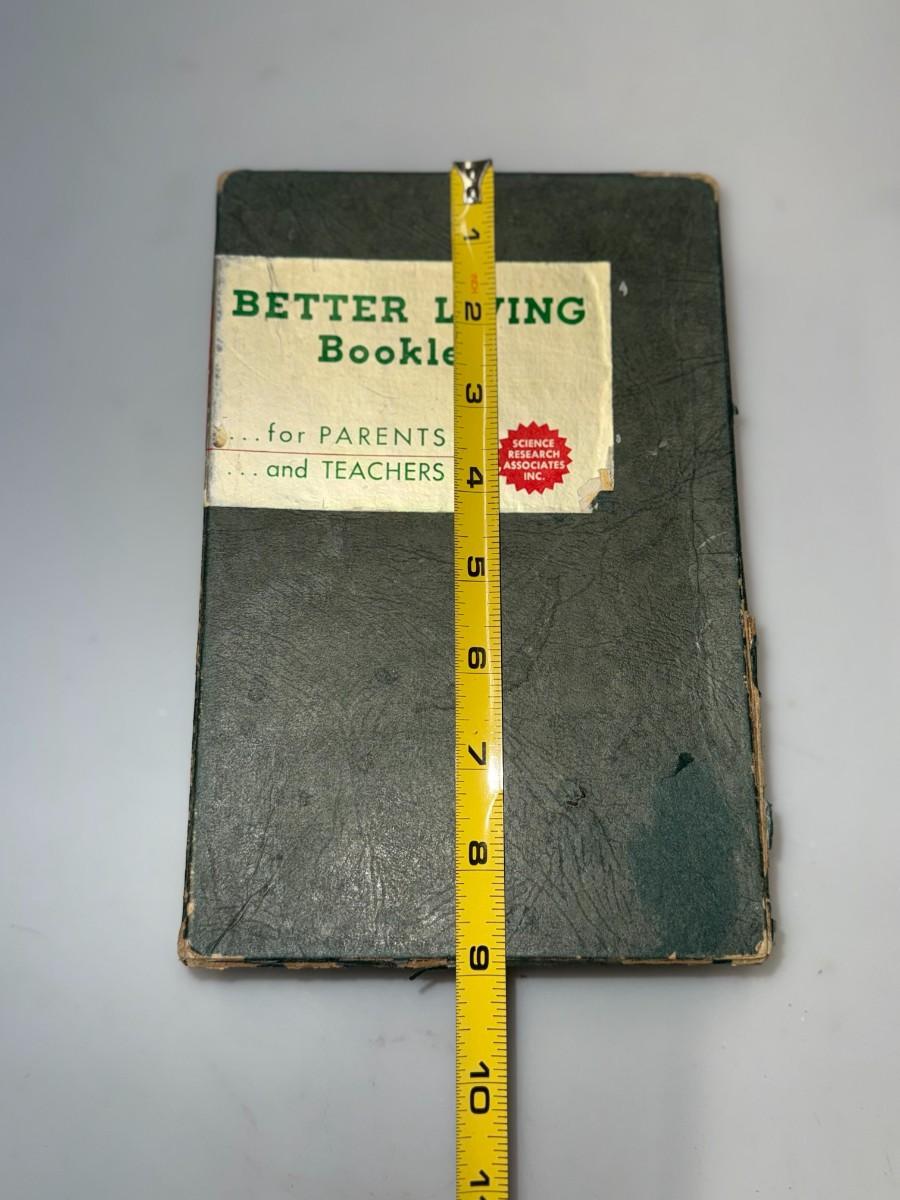 BETTER L VING
Bookle
...for PARENTS
...and TEACHERS
SCIENCE
RESEARCH
ASSOCIATES
INC.
1
2
3
4
5
6
7
8
9
10